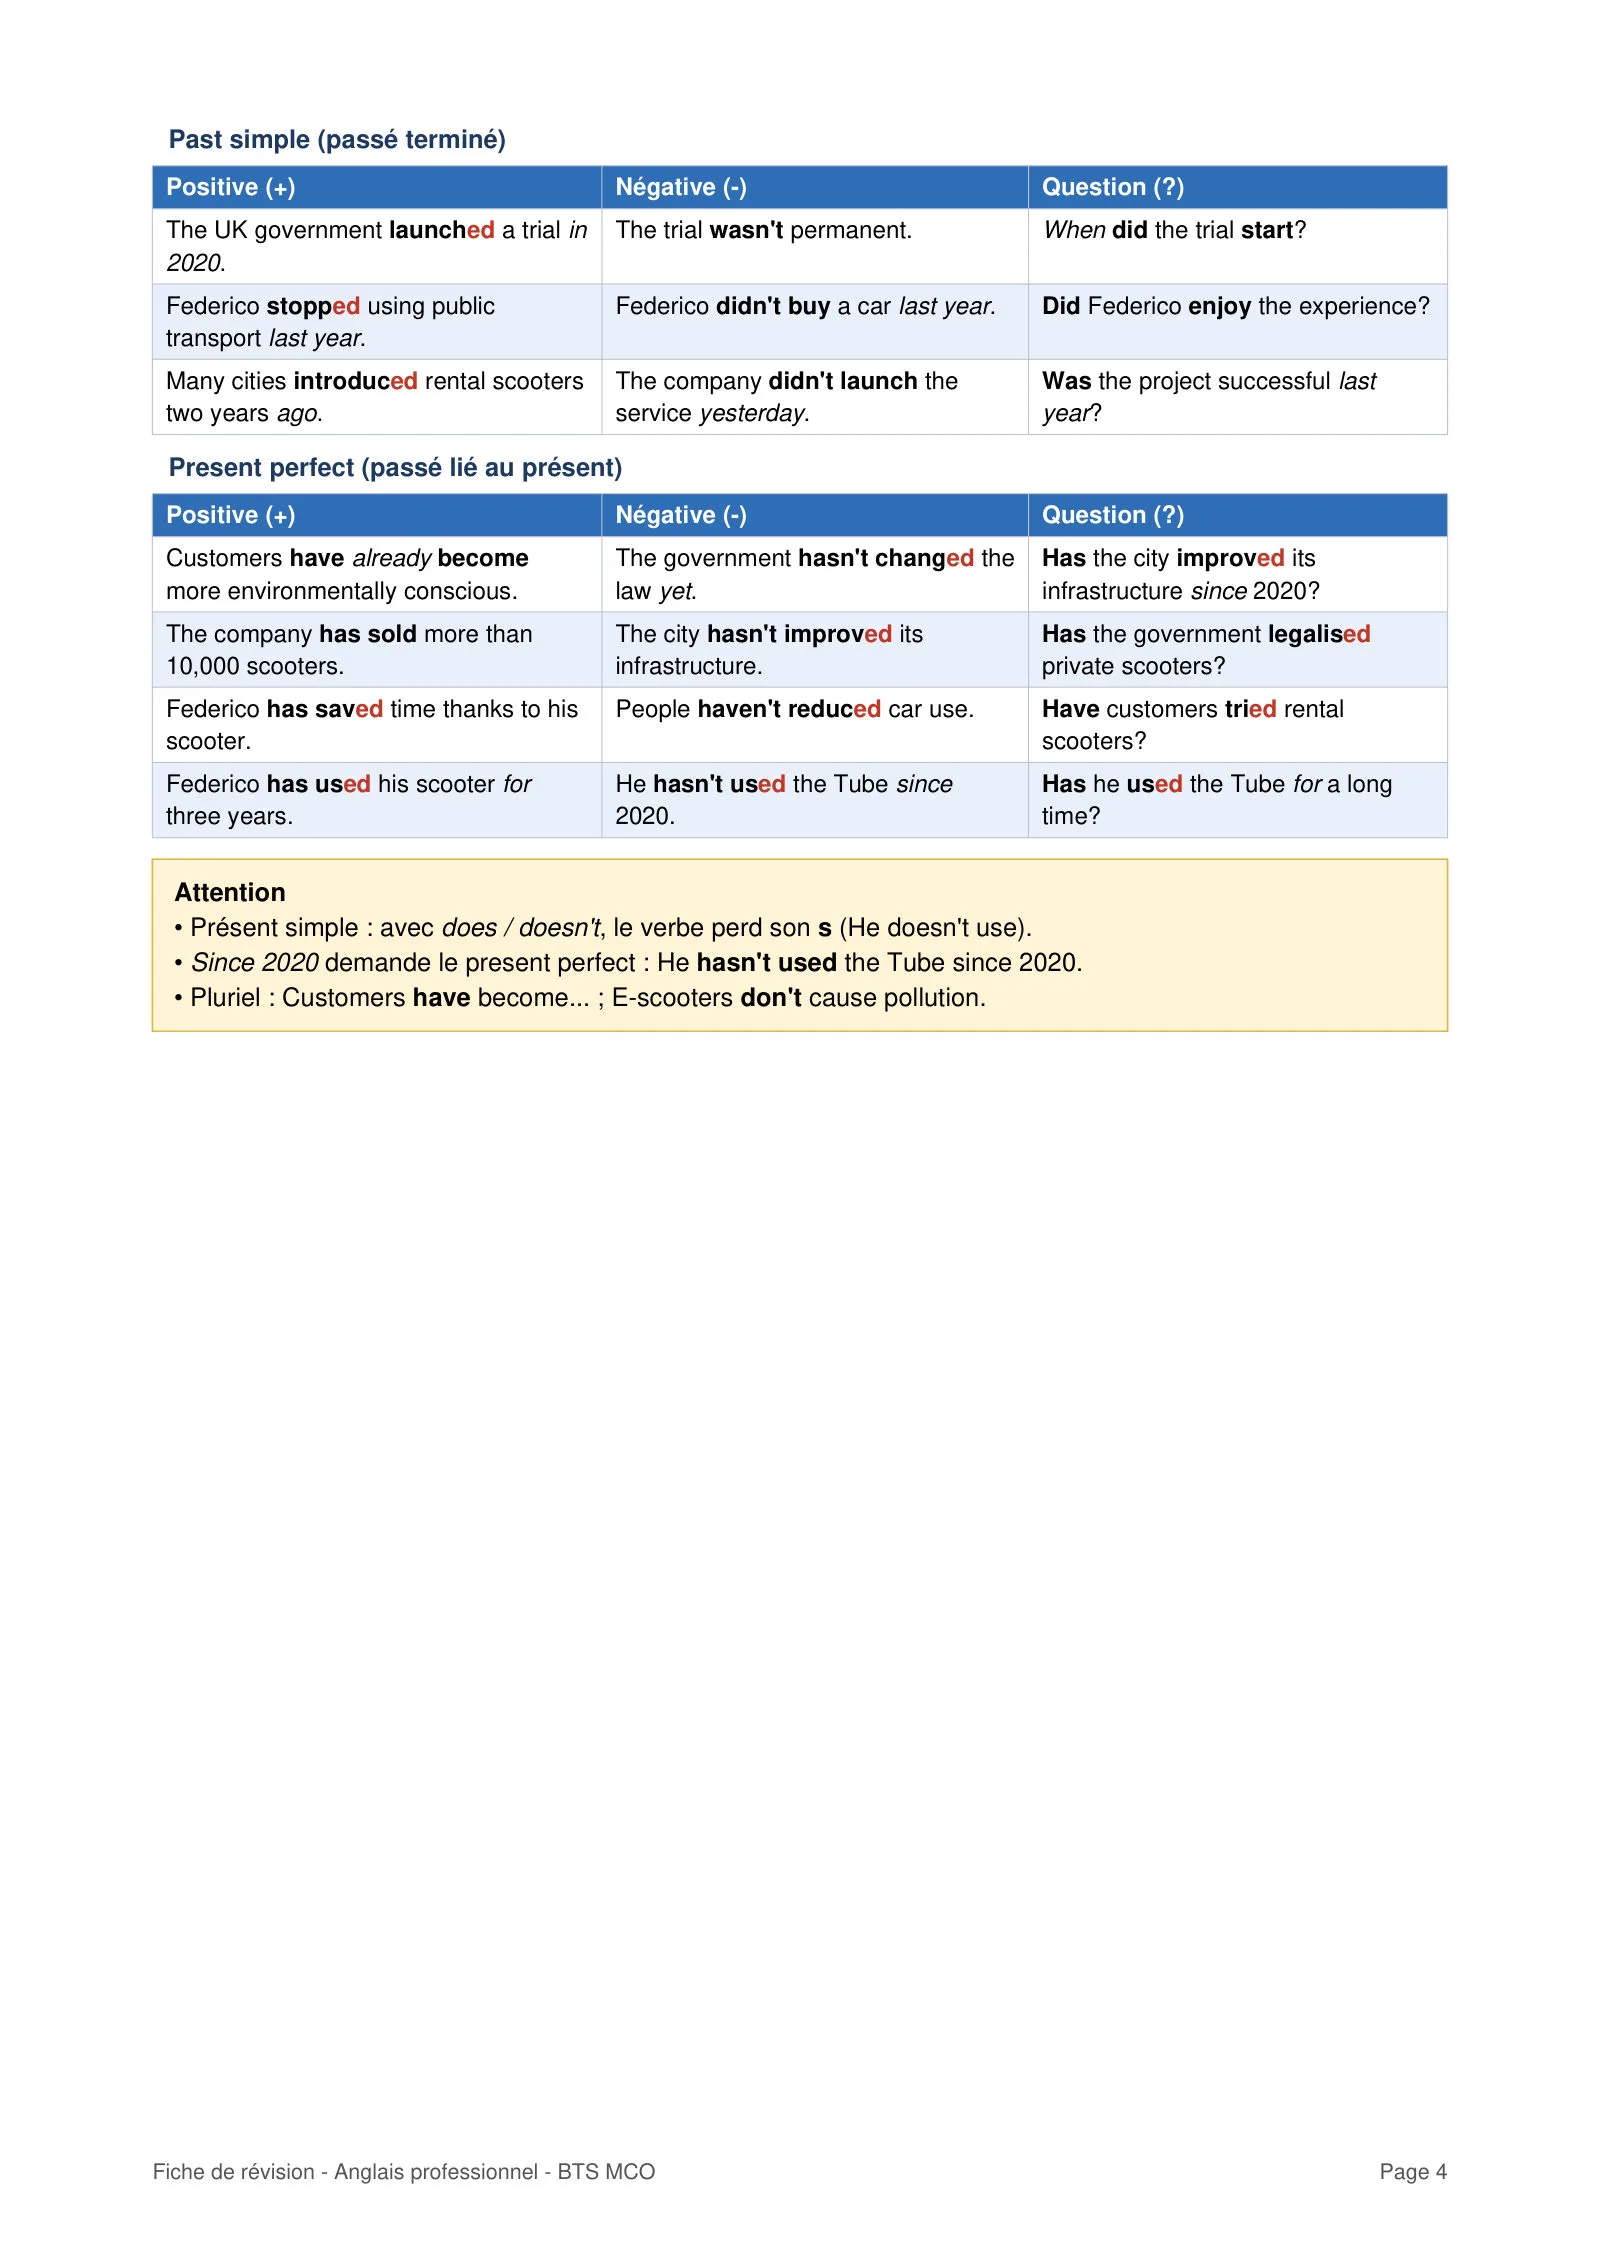 Past simple (passé terminé)
Positive (+) Négative (-) Question (?)
The UK government launched a trial in
2020.
The trial wasn't permanent.
When did the trial start?
Federico stopped using public
transport last year.
Federico didn't buy a car last year.
Did Federico enjoy the experience?
Many cities introduced rental scooters
two years ago.
The company didn't launch the
service yesterday.
Was the project successful last
year?
Present perfect (passé lié au présent)
Positive (+) Négative (-) Question (?)
Customers have already become
more environmentally conscious.
The government hasn't changed the
law yet.
Has the city improved its
infrastructure since 2020?
The company has sold more than
10,000 scooters.
The city hasn't improved its
infrastructure.
Has the government legalised
private scooters?
Federico has saved time thanks to his
scooter.
People haven't reduced car use.
Have customers tried rental
scooters?
Federico has used his scooter for
three years.
He hasn't used the Tube since
2020.
Has he used the Tube for a long
time?
Attention
• Présent simple : avec does / doesn't, le verbe perd son s (He doesn't use).
• Since 2020 demande le present perfect : He hasn't used the Tube since 2020.
• Pluriel : Customers have become... ; E-scooters don't cause pollution.
Fiche de révision - Anglais professionnel - BTS MCO Page 4